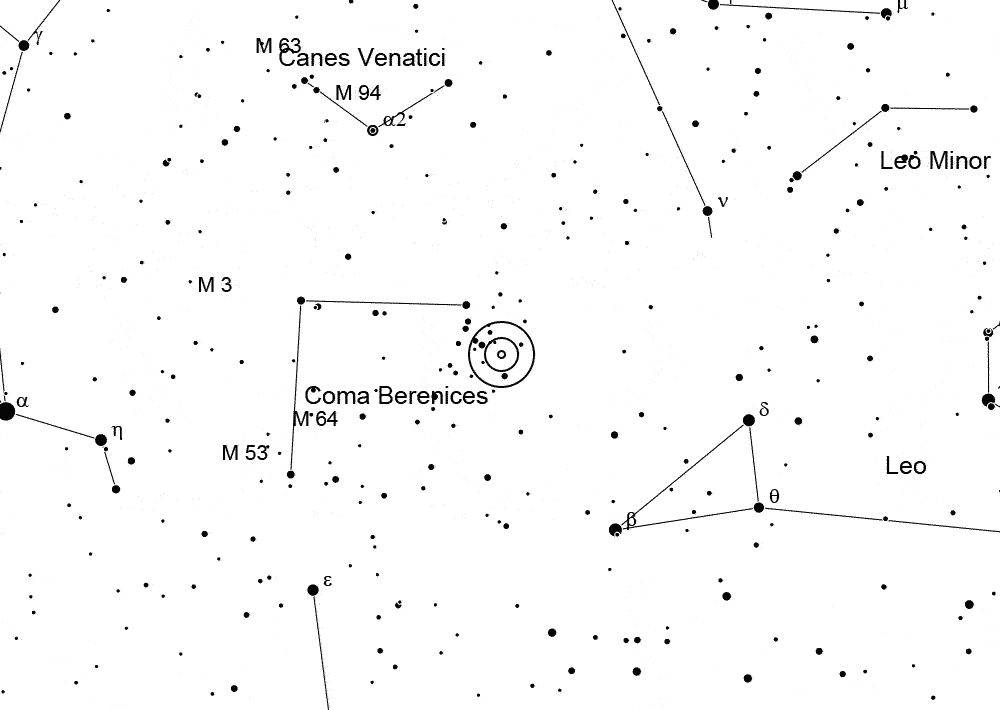 μ
γ
M 63
Canes Venatici
M 94
α2
Leo Minor
ν
M 3
Coma Berenices
α
δ
M 64
η
M 53
Leo
θ
β
ε